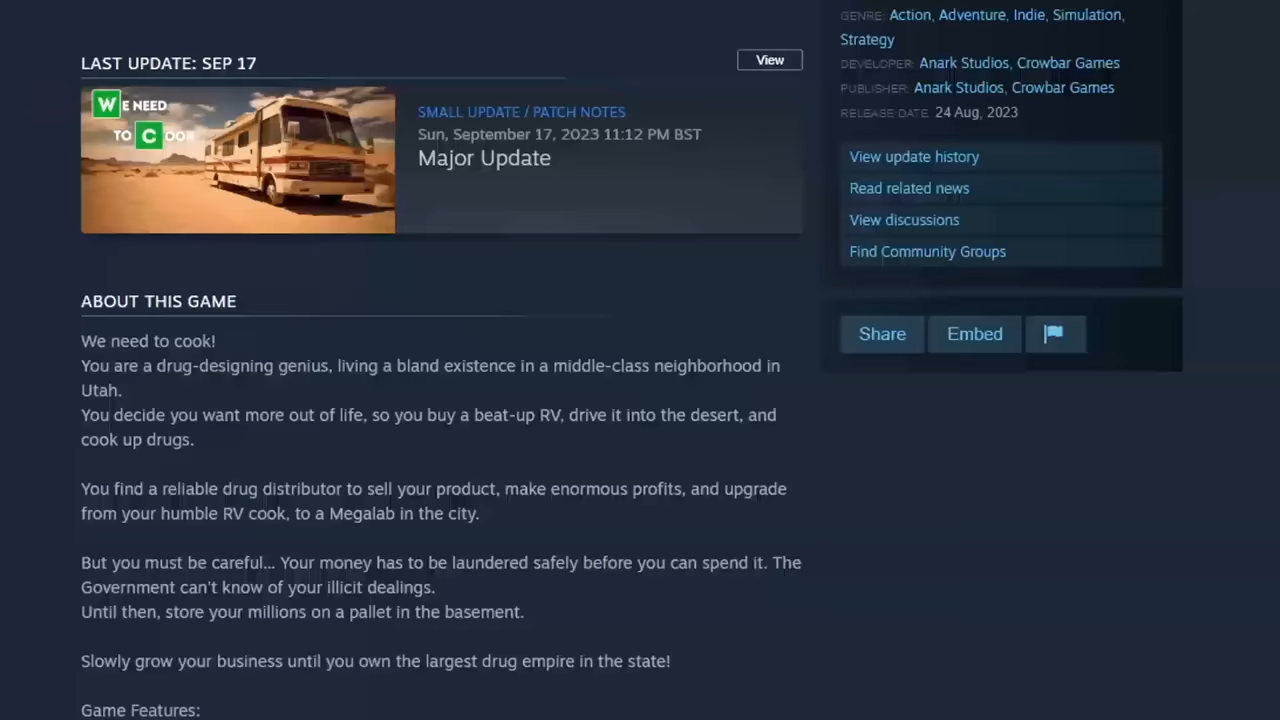 LAST UPDATE: SEP 17
View
WE NEED
TO COOK
SMALL UPDATE / PATCH NOTES
Sun, September 17, 2023 11:12 PM BST
Major Update
ABOUT THIS GAME
We need to cook!
You are a drug-designing genius, living a bland existence in a middle-class neighborhood in
Utah.
You decide you want more out of life, so you buy a beat-up RV, drive it into the desert, and
cook up drugs.
You find a reliable drug distributor to sell your product, make enormous profits, and upgrade
from your humble RV cook, to a Megalab in the city.
But you must be careful... Your money has to be laundered safely before you can spend it. The
Government can't know of your illicit dealings.
Until then, store your millions on a pallet in the basement.
Slowly grow your business until you own the largest drug empire in the state!
Game Features:
GENRE: Action, Adventure, Indie, Simulation,
Strategy
DEVELOPER: Anark Studios, Crowbar Games
PUBLISHER: Anark Studios, Crowbar Games
RELEASE DATE: 24 Aug, 2023
View update history
Read related news
View discussions
Find Community Groups
Share
Embed